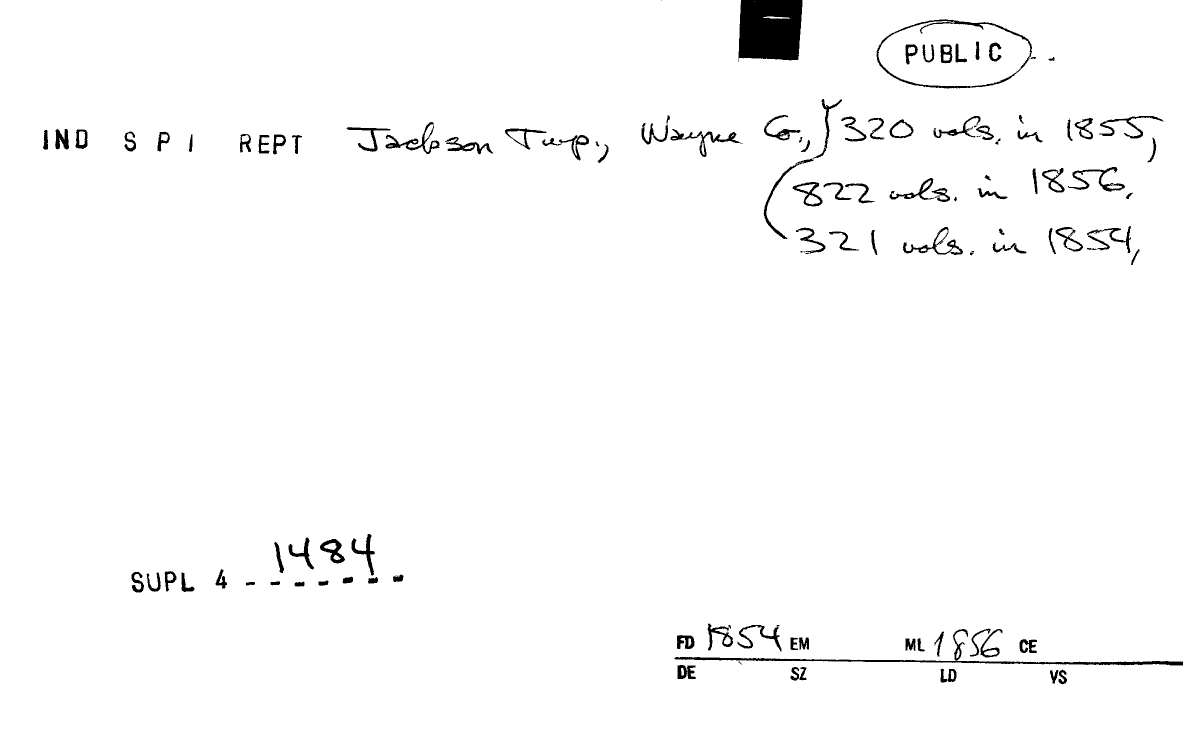 PUBLIC
IND S P I REPT Jackson Twp., Wayne Co., } 320 vols. in 1855,
( 822 vols. in 1856.
321 vols. in 1854,
1484
SUPL 4 - - - - - - -
FD 1854 EM ML 1856 CE
DE SZ LD VS